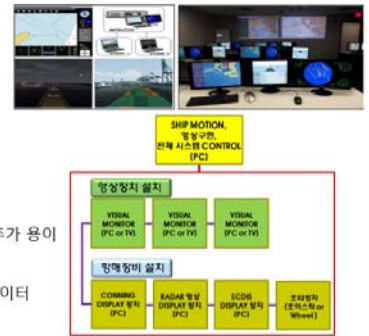 SHIP MOTION,
영상구현,
전체 시스템 CONTROL
(PC)
영상장치 설치
VISUAL
MONITOR
(PC or TV)
VISUAL
MONITOR
(PC or TV)
VISUAL
MONITOR
(PC or TV)
추가 용이
항해장비 설치
이터
CONNING
DISPLAY 장치
(PC)
RADAR 영상
DISPLAY 장치
(PC)
ECDIS
DISPLAY 장치
(PC)
조타장치
(조이스틱 or
Wheel)